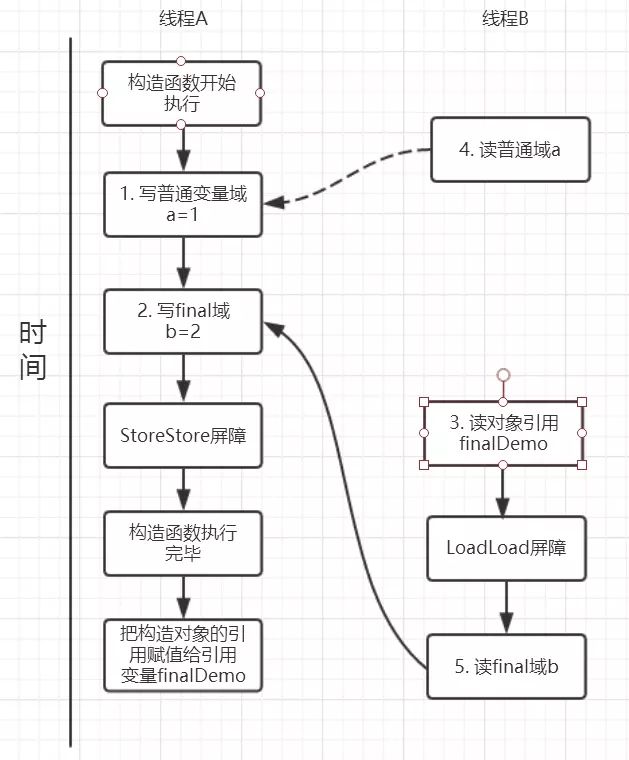 线程A
线程B
构造函数开始
执行
4. 读普通域a
1. 写普通变量域
a=1
2. 写final域
b=2
时
间
3. 读对象引用
finalDemo
StoreStore屏障
构造函数执行
完毕
LoadLoad屏障
把构造对象的引
用赋值给引用
变量finalDemo
5. 读final域b